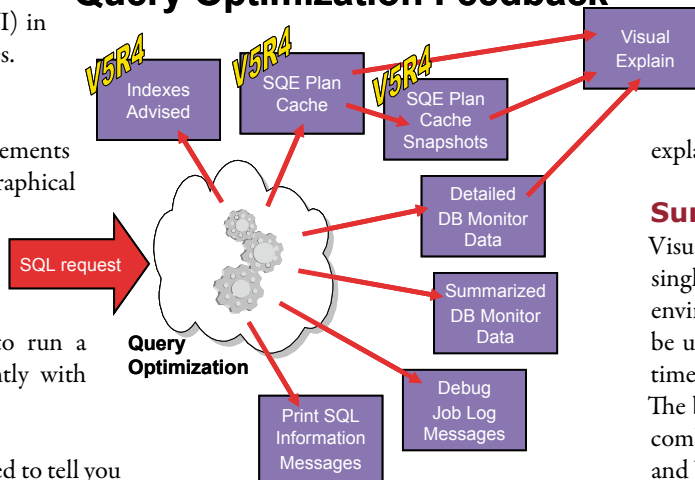 Query Optimization Feedback
I) in
es.
ements
raphical
to run a
ntly with
ed to tell you
V5R4
Indexes
Advised
V5R4
SQE Plan
Cache
V5R4
SQE Plan
Cache
Snapshots
Visual
Explain
Detailed
DB Monitor
Data
SQL request
Summarized
DB Monitor
Data
Query
Optimization
Debug
Job Log
Messages
Print SQL
Information
Messages
expla
Sur
Visu
singl
envir
be u
time
The b
com
and